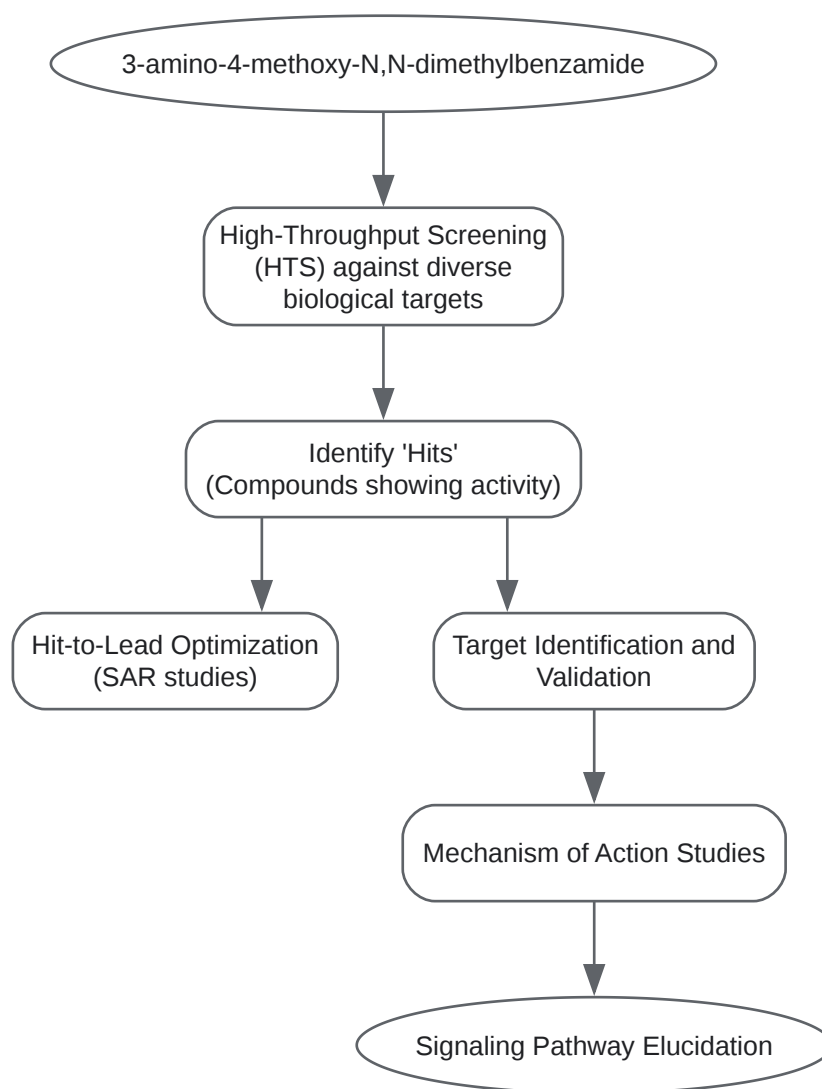 3-amino-4-methoxy-N,N-dimethylbenzamide
High-Throughput Screening
(HTS) against diverse
biological targets
Identify 'Hits'
(Compounds showing activity)
Hit-to-Lead Optimization
(SAR studies)
Target Identification and
Validation
Mechanism of Action Studies
Signaling Pathway Elucidation